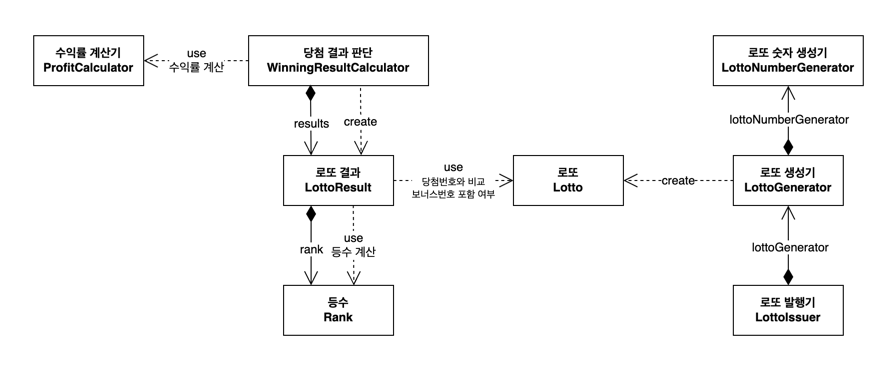 수익률 계산기
ProfitCalculator
use
수익률 계산
당첨 결과 판단
WinningResultCalculator
로또 숫자 생성기
LottoNumberGenerator
results
create
lottoNumberGenerator
로또 결과
LottoResult
use
당첨번호와 비교
보너스번호 포함 여부
로또
Lotto
create
로또 생성기
LottoGenerator
rank
use
등수 계산
lottoGenerator
등수
Rank
로또 발행기
LottoIssuer